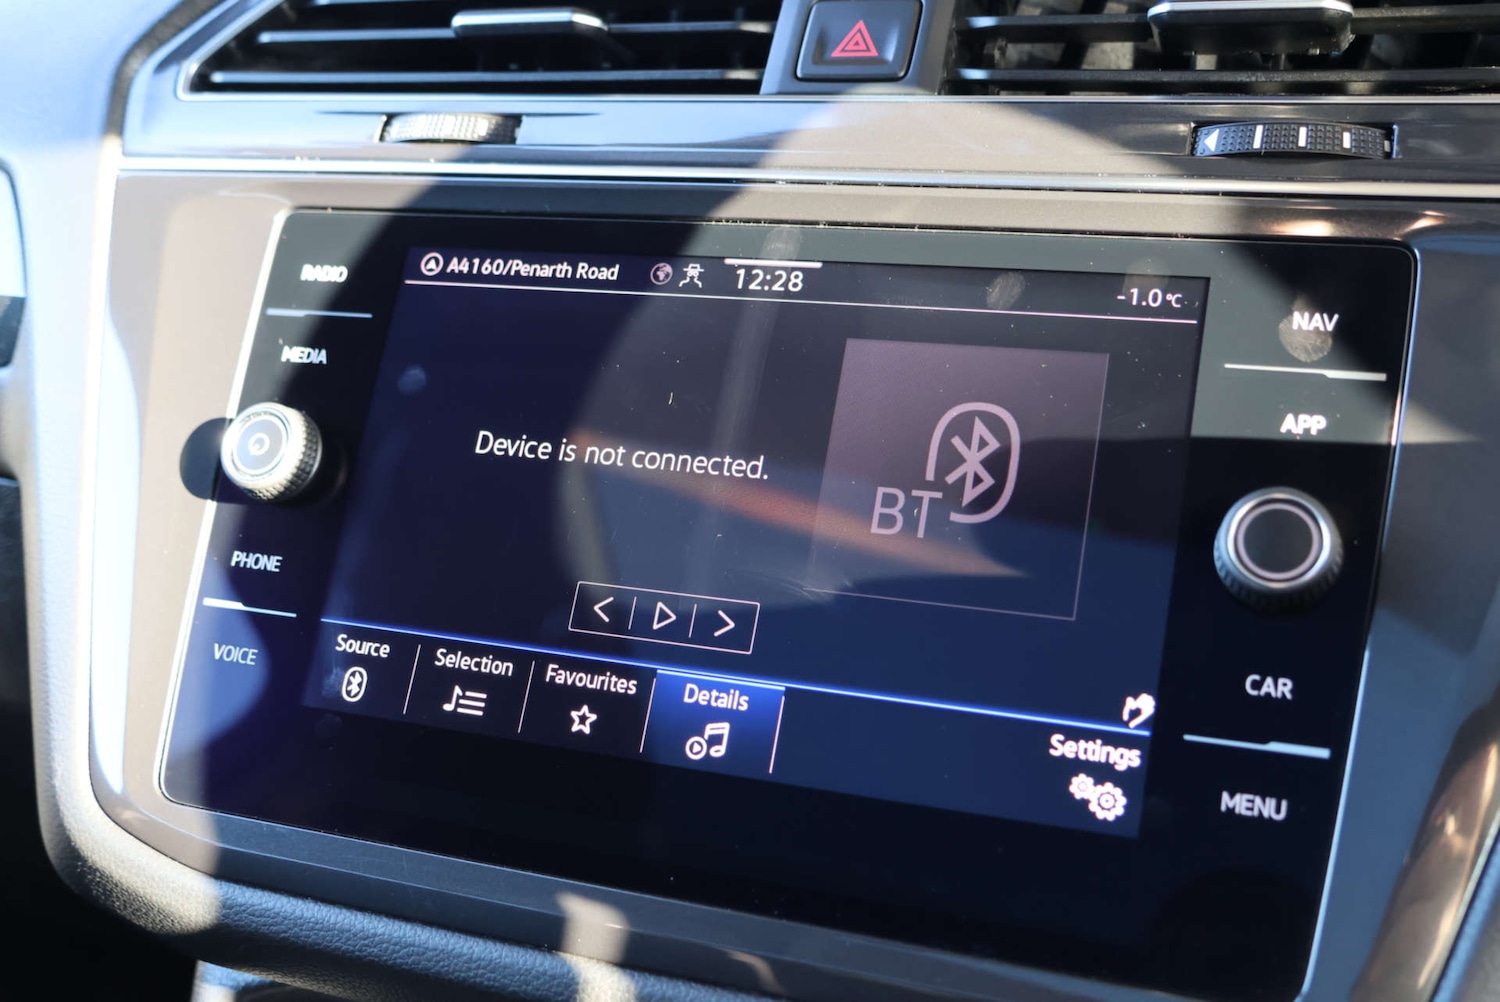 RADIO
MEDIA
PHONE
VOICE
A4160/Penarth Road
12:28
-1.0°C
Device is not connected.
BT
Source
Selection
Favourites
Details
Settings
NAV
APP
CAR
MENU